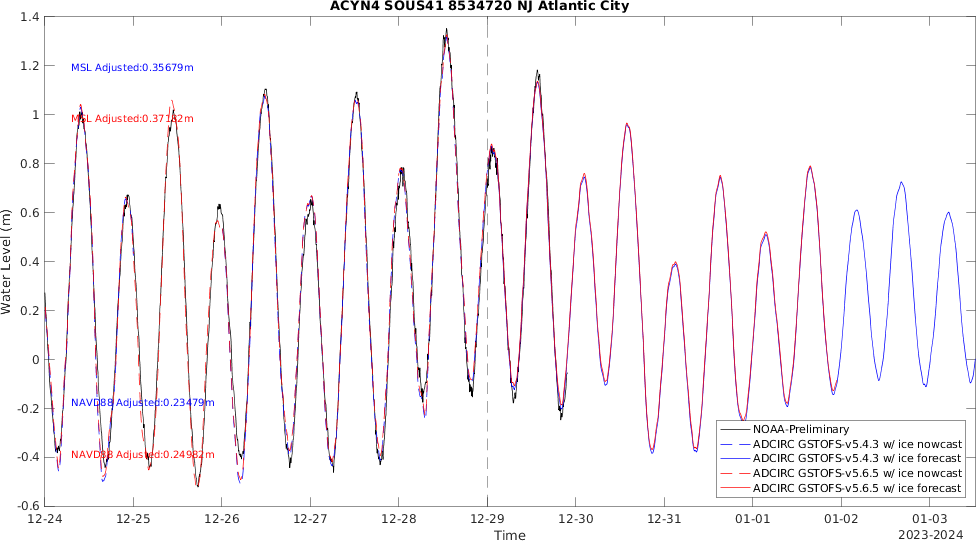 ACYN4 SOUS41 8534720 NJ Atlantic City
1.4
1.2
1
0.8
0.6
0.4
0.2
0
-0.2
-0.4
-0.6
Water Level (m)
MSL Adjusted:0.35679m
MSL Adjusted:0.37182m
NAVD88 Adjusted:0.23479m
NAVD88 Adjusted:0.24982m
NOAA-Preliminary
ADCIRC GSTOFS-v5.4.3 w/ ice nowcast
ADCIRC GSTOFS-v5.4.3 w/ ice forecast
ADCIRC GSTOFS-v5.6.5 w/ ice nowcast
ADCIRC GSTOFS-v5.6.5 w/ ice forecast
12-24 12-25 12-26 12-27 12-28 12-29 12-30 12-31 01-01 01-02 01-03
Time
2023-2024